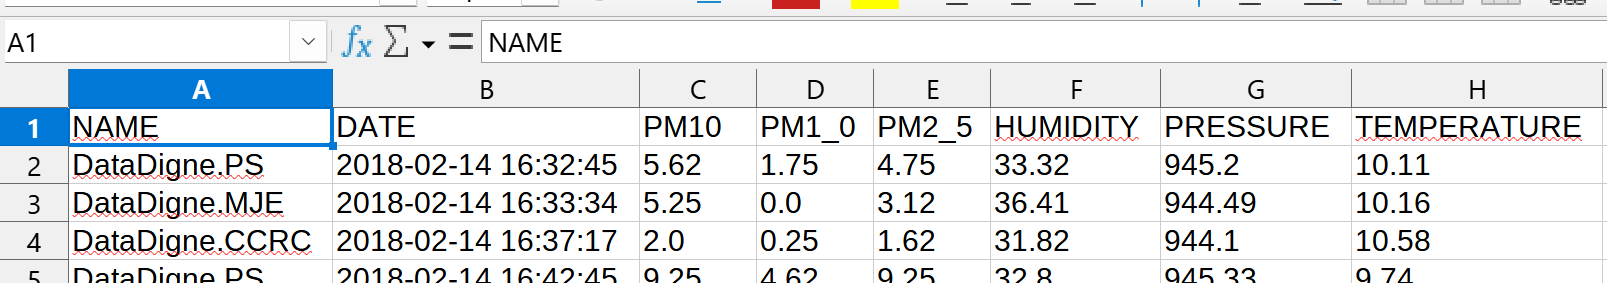 A1 fx Σ = NAME
A B C D E F G H
1 NAME DATE PM10 PM1_0 PM2_5 HUMIDITY PRESSURE TEMPERATURE
2 DataDigne.PS 2018-02-14 16:32:45 5.62 1.75 4.75 33.32 945.2 10.11
3 DataDigne.MJE 2018-02-14 16:33:34 5.25 0.0 3.12 36.41 944.49 10.16
4 DataDigne.CCRC 2018-02-14 16:37:17 2.0 0.25 1.62 31.82 944.1 10.58
5 DataDigne.PS 2018-02-14 16:42:45 9.25 4.62 9.25 32.8 945.33 9.74